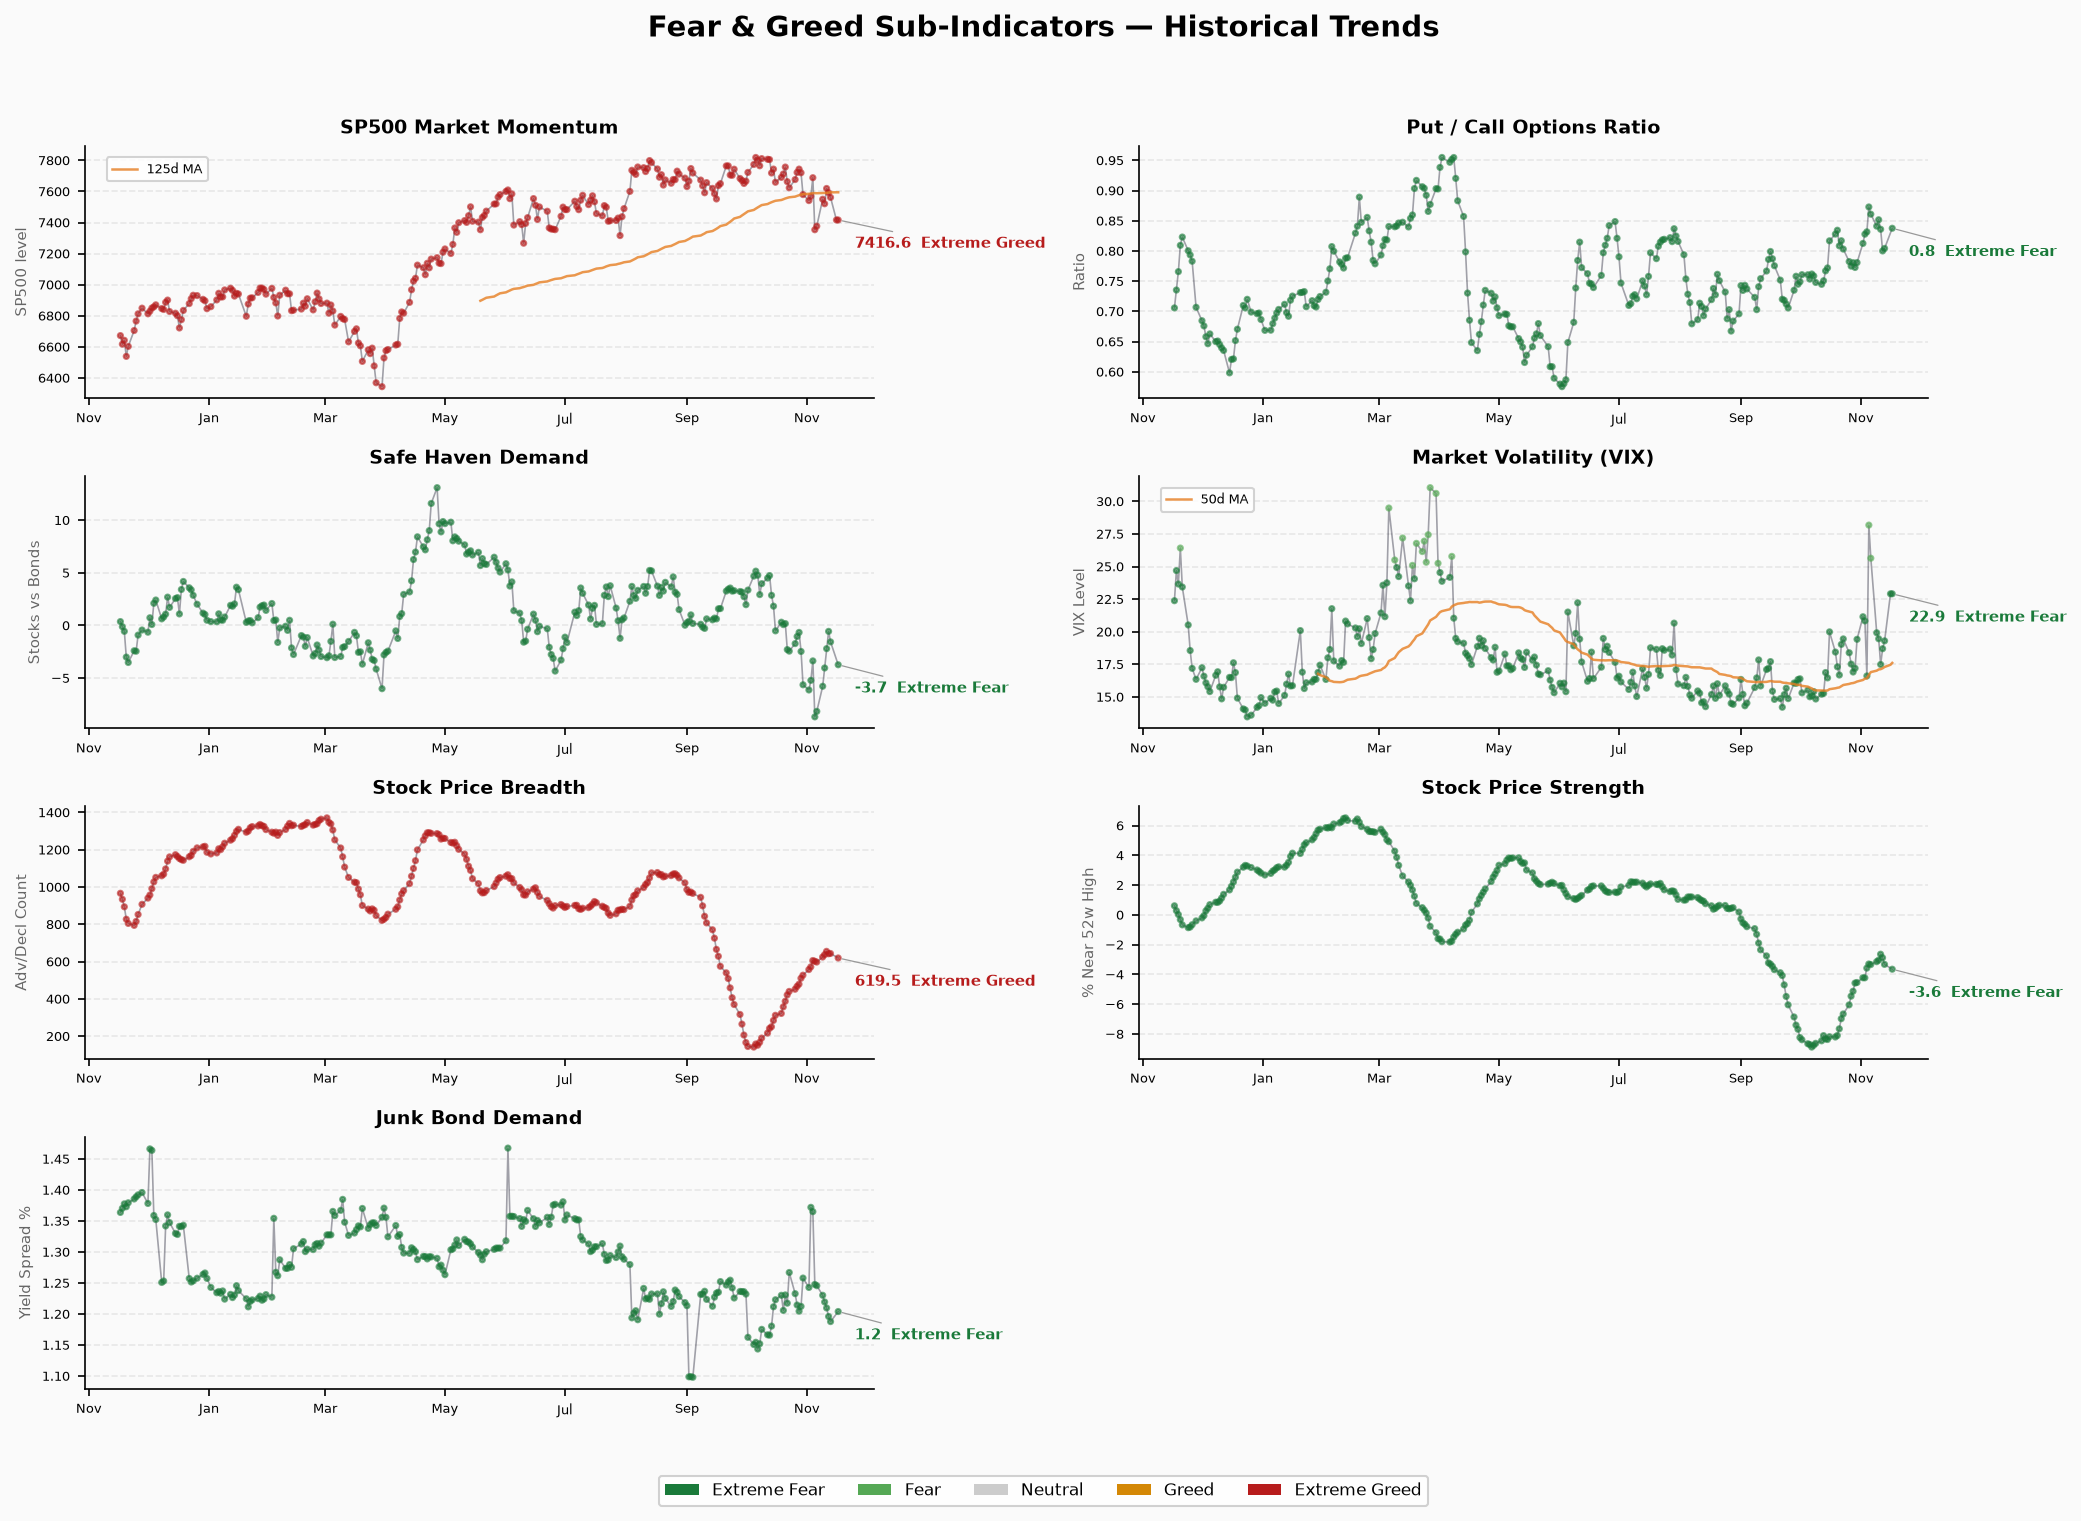 Fear & Greed Sub-Indicators — Historical Trends
SP500 Market Momentum
SP500 level
7800
7600
7400
7200
7000
6800
6600
6400
125d MA
7416.6 Extreme Greed
Nov Jan Mar May Jul Sep Nov
Put / Call Options Ratio
Ratio
0.95
0.90
0.85
0.80
0.75
0.70
0.65
0.60
0.8 Extreme Fear
Nov Jan Mar May Jul Sep Nov
Safe Haven Demand
Stocks vs Bonds
10
5
0
−5
-3.7 Extreme Fear
Nov Jan Mar May Jul Sep Nov
Market Volatility (VIX)
VIX Level
30.0
27.5
25.0
22.5
20.0
17.5
15.0
50d MA
22.9 Extreme Fear
Nov Jan Mar May Jul Sep Nov
Stock Price Breadth
Adv/Decl Count
1400
1200
1000
800
600
400
200
619.5 Extreme Greed
Nov Jan Mar May Jul Sep Nov
Stock Price Strength
% Near 52w High
6
4
2
0
−2
−4
−6
−8
-3.6 Extreme Fear
Nov Jan Mar May Jul Sep Nov
Junk Bond Demand
Yield Spread %
1.45
1.40
1.35
1.30
1.25
1.20
1.15
1.10
1.2 Extreme Fear
Nov Jan Mar May Jul Sep Nov
Extreme Fear Fear Neutral Greed Extreme Greed